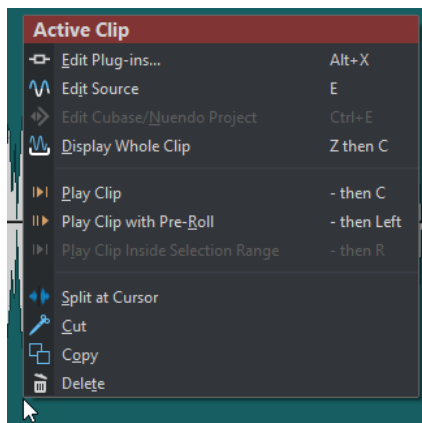 Active Clip
Edit Plug-ins... Alt+X
Edit Source E
Edit Cubase/Nuendo Project Ctrl+E
Display Whole Clip Z then C
Play Clip - then C
Play Clip with Pre-Roll - then Left
Play Clip Inside Selection Range - then R
Split at Cursor
Cut
Copy
Delete